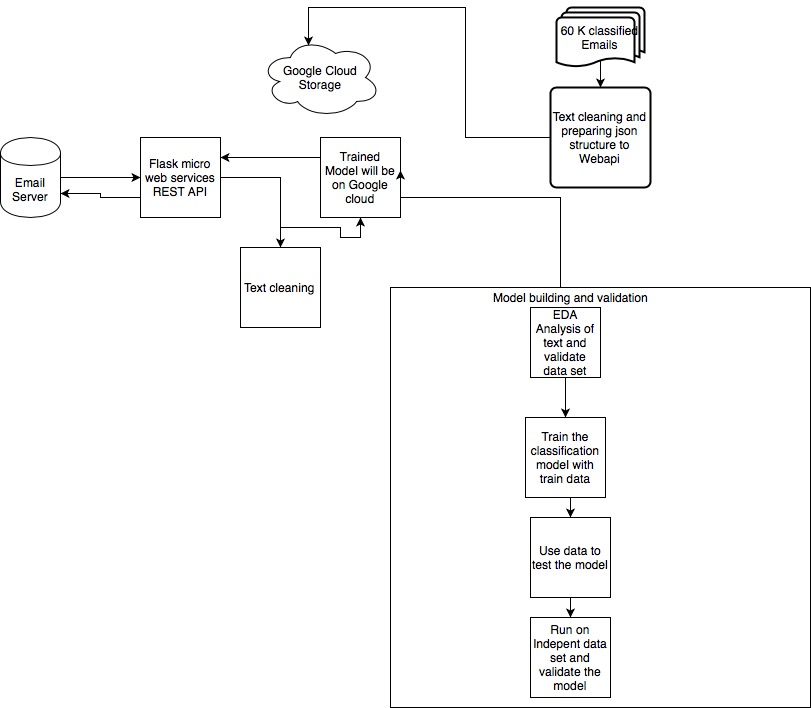 60 K classified
Emails
Google Cloud
Storage
Text cleaning and
preparing json
structure to
Webapi
Email
Server
Flask micro
web services
REST API
Trained
Model will be
on Google
cloud
Text cleaning
Model building and validation
EDA
Analysis of
text and
validate
data set
Train the
classification
model with
train data
Use data to
test the model
Run on
Indepent data
set and
validate the
model